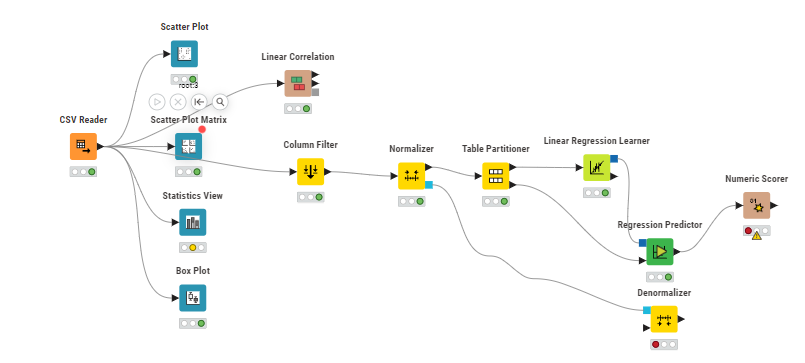 Scatter Plot
Linear Correlation
root:3
CSV Reader
Scatter Plot Matrix
Column Filter
Normalizer
Table Partitioner
Linear Regression Learner
Numeric Scorer
Statistics View
Regression Predictor
Box Plot
Denormalizer